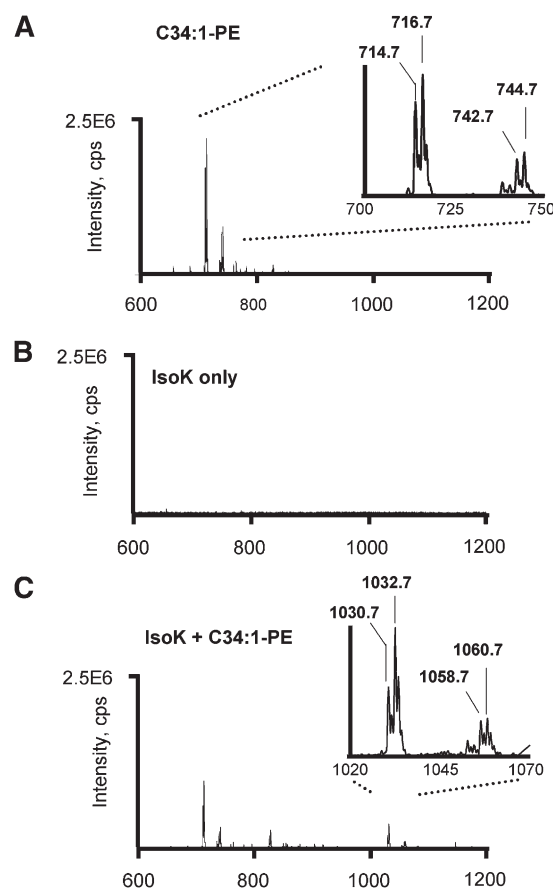 A
C34:1-PE
716.7
714.7
744.7
742.7
700 725 750
2.5E6
Intensity, cps
600 800 1000 1200
B
2.5E6
IsoK only
Intensity, cps
600 800 1000 1200
C
1032.7
1030.7
IsoK + C34:1-PE
1060.7
1058.7
2.5E6
Intensity, cps
1020 1045 1070
600 800 1000 1200